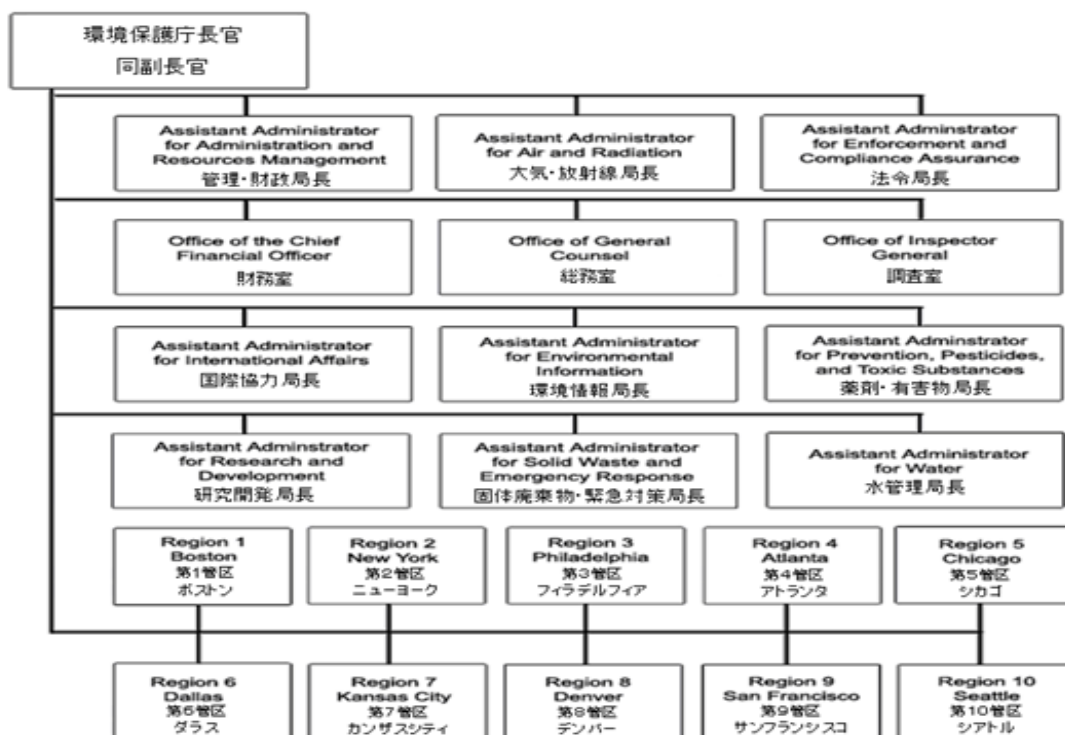 環境保護庁長官
同副長官
Assistant Administrator
for Administration and
Resources Management
管理・財政局長
Assistant Administrator
for Air and Radiation
大気・放射線局長
Assistant Adminstrator
for Enforcement and
Compliance Assurance
法令局長
Office of the Chief
Financial Officer
財務室
Office of General
Counsel
総務室
Office of Inspector
General
調査室
Assistant Administrator
for International Affairs
国際協力局長
Assistant Administrator
for Environmental
Information
環境情報局長
Assistant Adminstrator
for Prevention, Pesticides,
and Toxic Substances
薬剤・有害物局長
Assistant Adminstrator
for Research and
Development
研究開発局長
Assistant Administrator
for Solid Waste and
Emergency Response
固体廃棄物・緊急対策局長
Assistant Adminstrator
for Water
水管理局長
Region 1
Boston
第1管区
ボストン
Region 2
New York
第2管区
ニューヨーク
Region 3
Philadelphia
第3管区
フィラデルフィア
Region 4
Atlanta
第4管区
アトランタ
Region 5
Chicago
第5管区
シカゴ
Region 6
Dallas
第6管区
ダラス
Region 7
Kansas City
第7管区
カンザスシティ
Region 8
Denver
第8管区
デンバー
Region 9
San Francisco
第9管区
サンフランシスコ
Region 10
Seattle
第10管区
シアトル